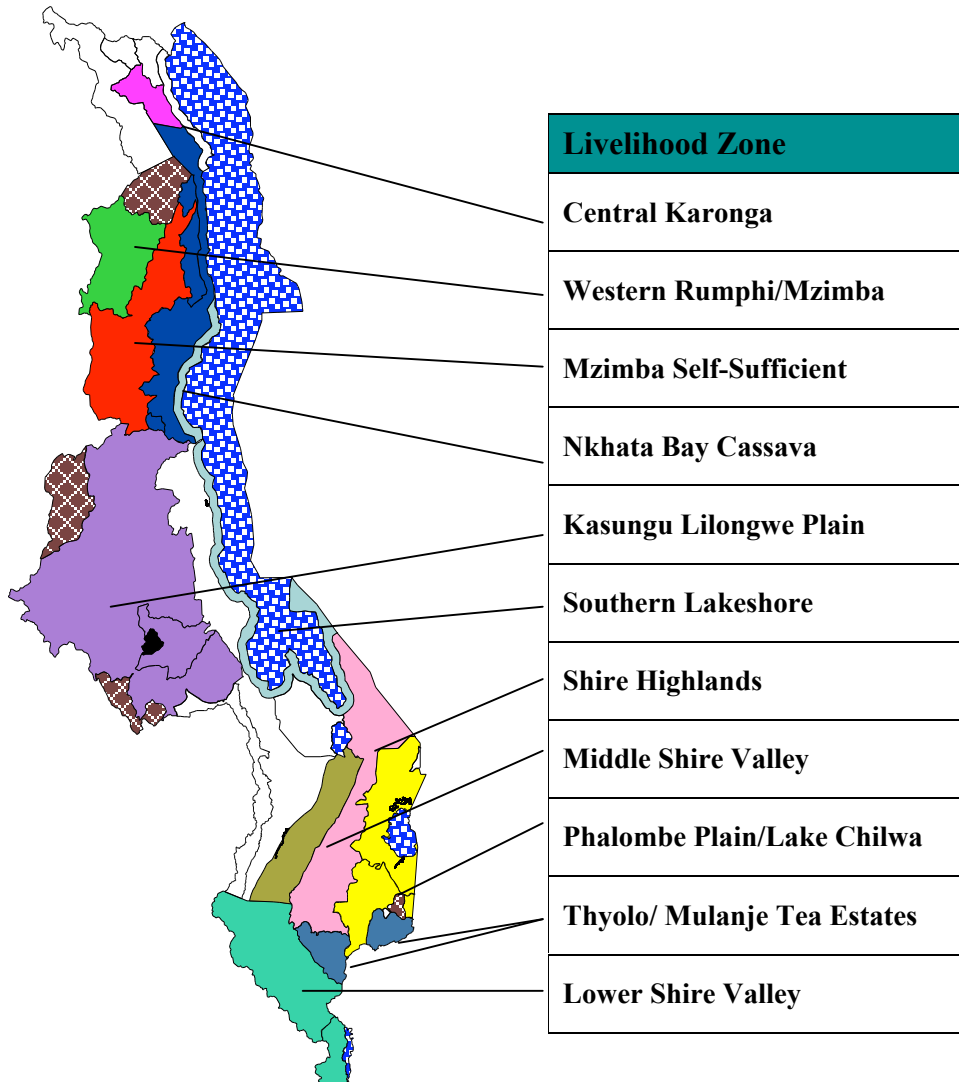 Livelihood Zone
Central Karonga
Western Rumphi/Mzimba
Mzimba Self-Sufficient
Nkhata Bay Cassava
Kasungu Lilongwe Plain
Southern Lakeshore
Shire Highlands
Middle Shire Valley
Phalombe Plain/Lake Chilwa
Thyolo/ Mulanje Tea Estates
Lower Shire Valley